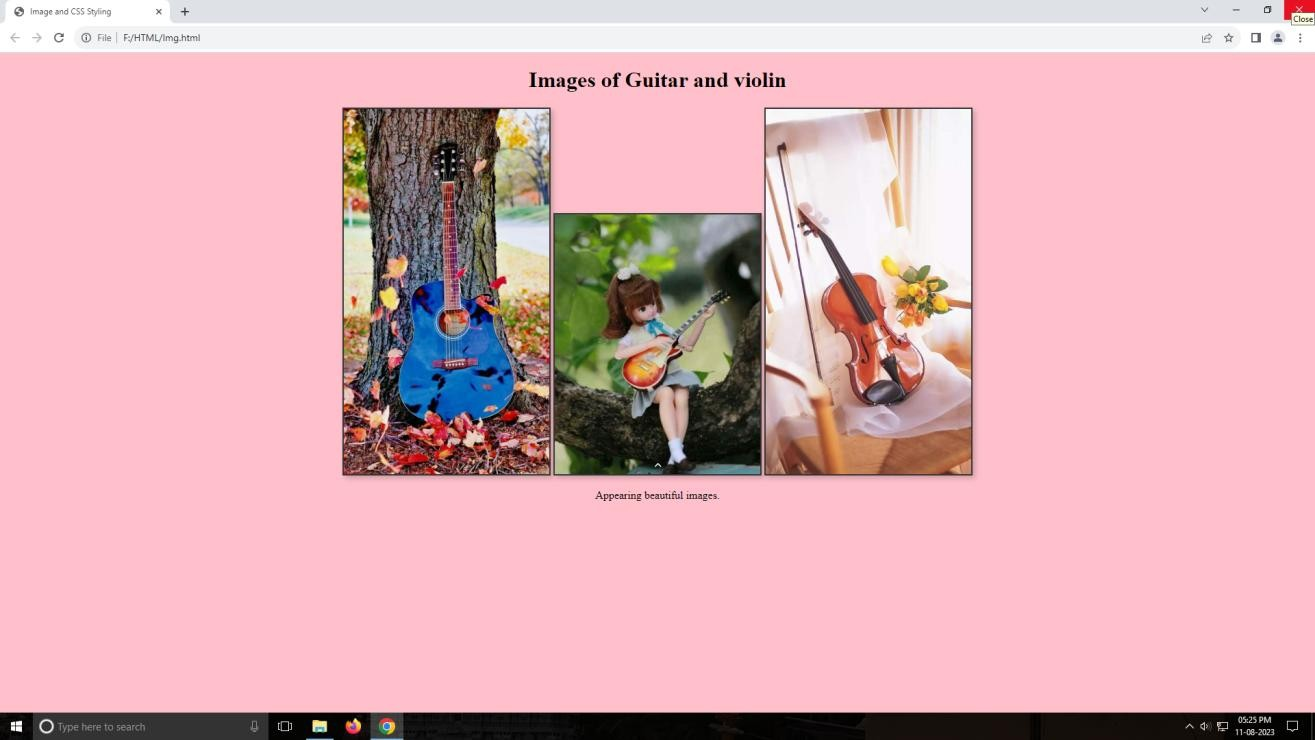 Image and CSS Styling
Close
File
F:/HTML/Img.html
Images of Guitar and violin
Appearing beautiful images.
Type here to search
05:25 PM
11-08-2023